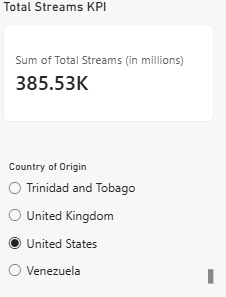 Total Streams KPI
Sum of Total Streams (in millions)
385.53K
Country of Origin
Trinidad and Tobago
United Kingdom
United States
Venezuela